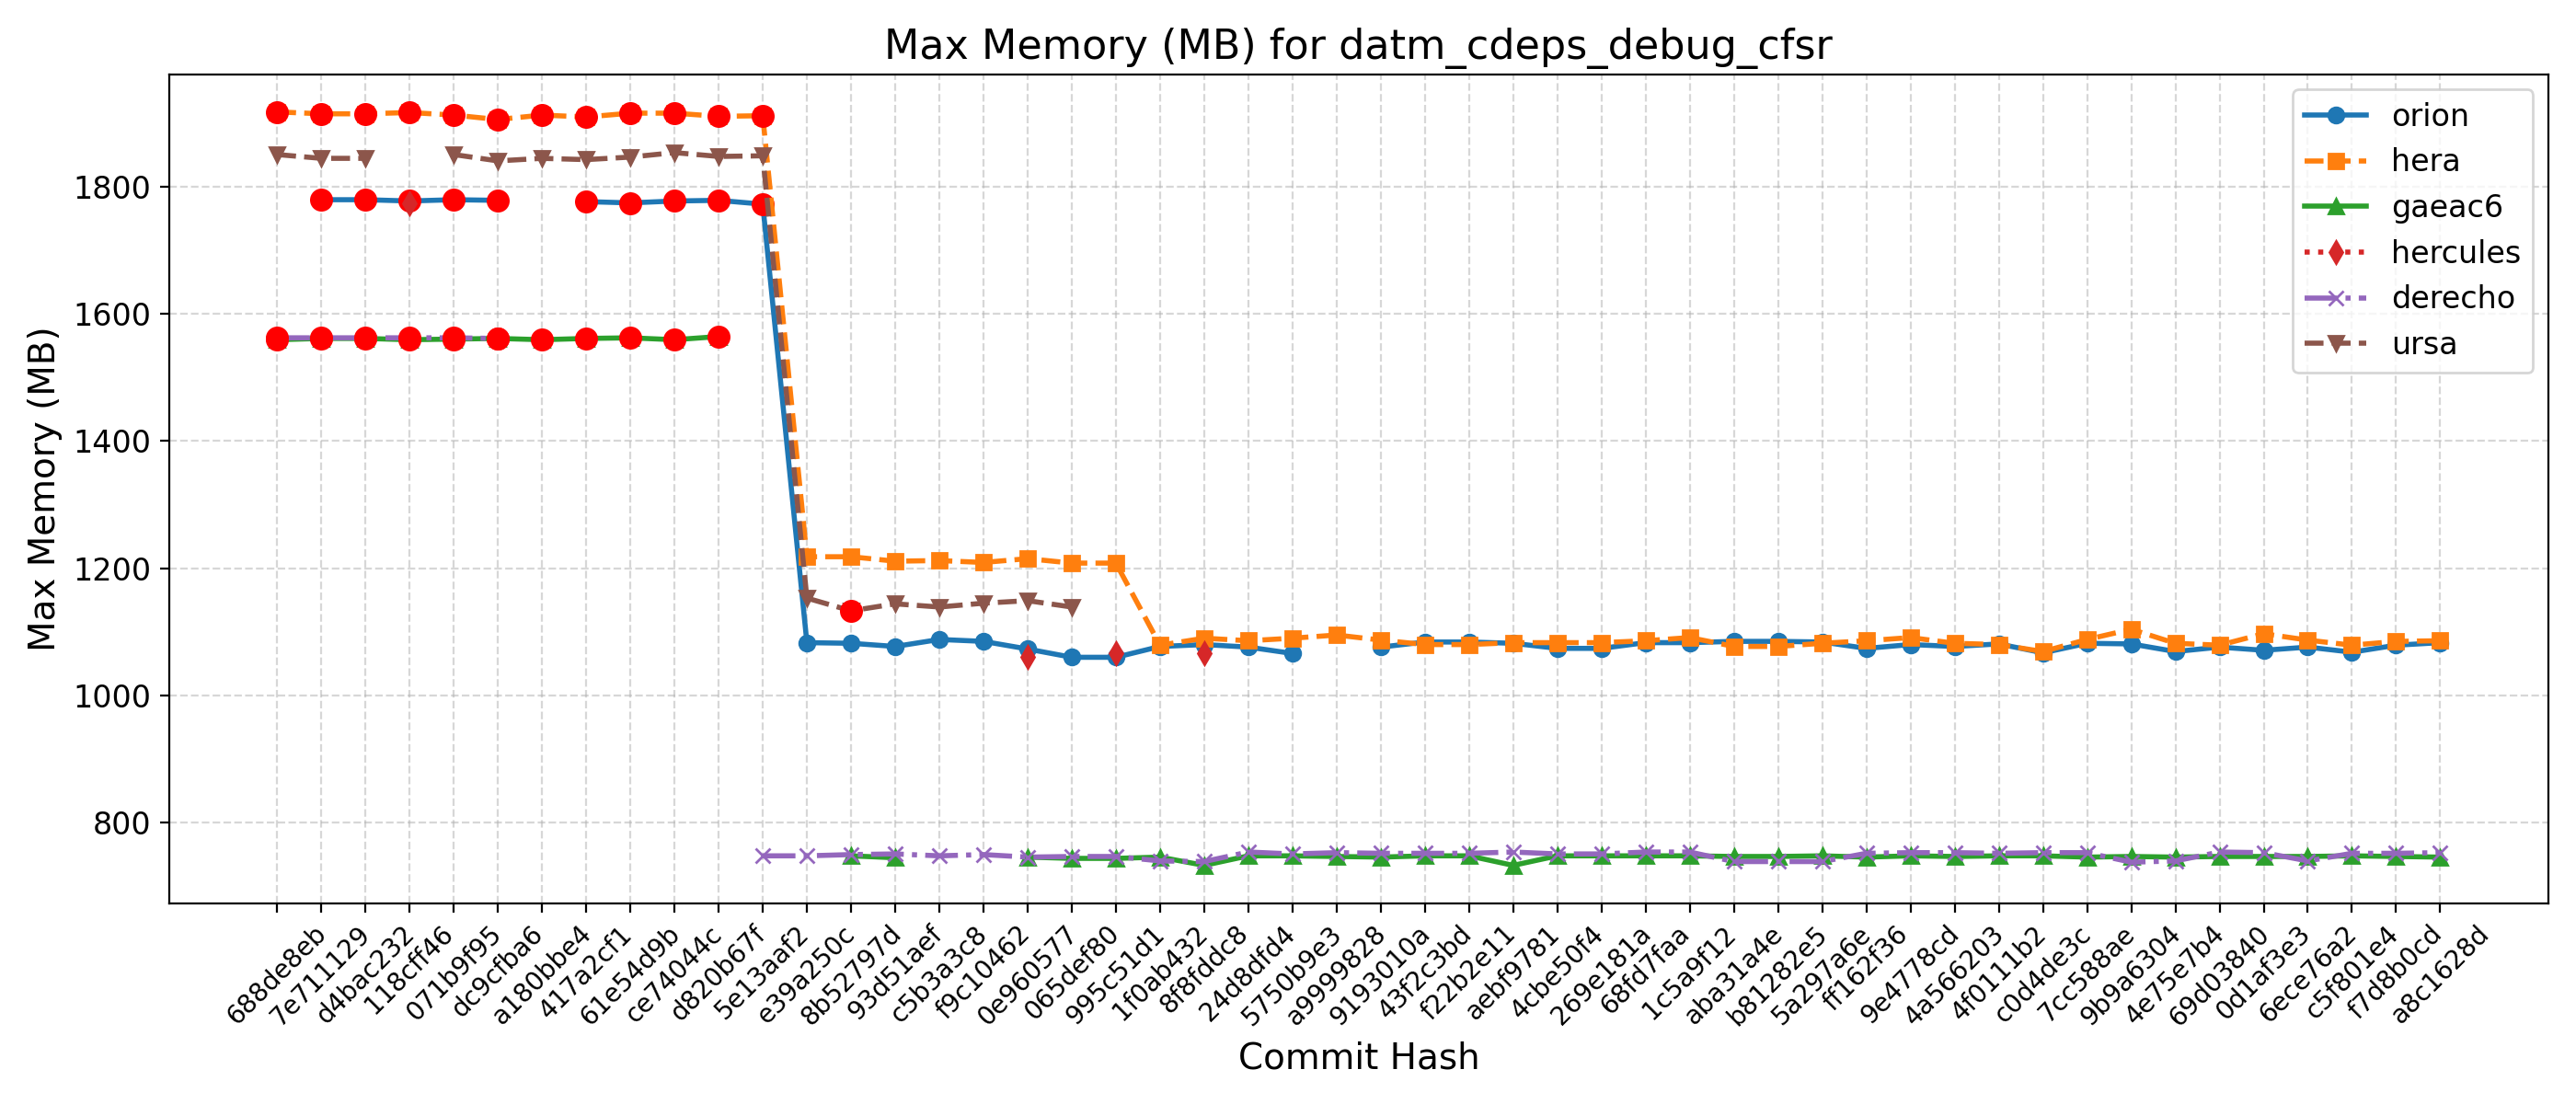 Max Memory (MB) for datm_cdeps_debug_cfsr
Max Memory (MB)
1800
1600
1400
1200
1000
800
orion
hera
gaeac6
hercules
derecho
ursa
688de8eb
7e711129
d4bac232
118cff46
071b9f95
dc9cfba6
a180bbe4
417a2cf1
61e54d9b
ce74044c
d820b67f
5e13aaf2
e39a250c
8b52797d
93d51aef
c5b3a3c8
f9c10462
0e960577
065def80
995c51d1
1f0ab432
8f8fddc8
24d8dfd4
5750b9e3
a9999828
9193010a
43f2c3bd
f22b2e11
aebf9781
4cbe50f4
269e181a
68fd7faa
1c5a9f12
aba31a4e
b81282e5
5a297a6e
ff162f36
9e4778cd
4a566203
4f0111b2
c0d4de3c
7cc588ae
9b9a6304
4e75e7b4
69d03840
0d1af3e3
6ece76a2
c5f801e4
f7d8b0cd
a8c1628d
Commit Hash